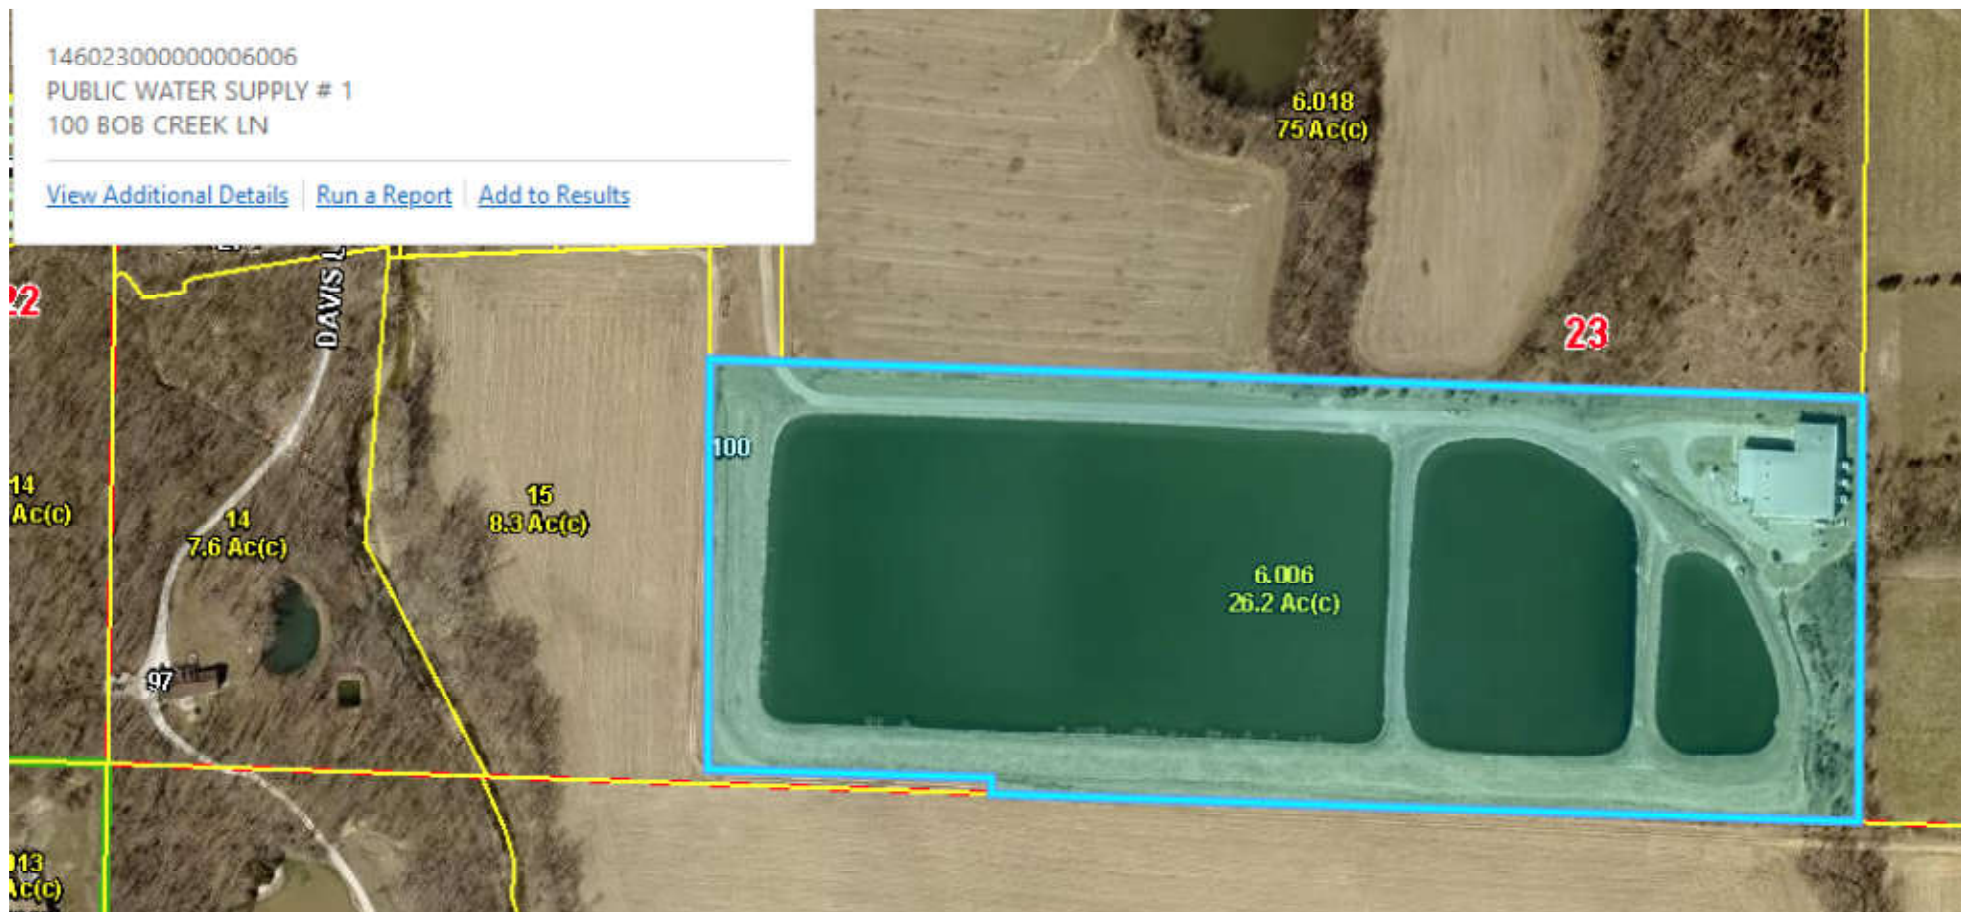 146023000000006006
PUBLIC WATER SUPPLY # 1
100 BOB CREEK LN
View Additional Details Run a Report Add to Results
6.018
75 Ac(c)
DAVIS
22
23
100
14
Ac(c)
15
8.3 Ac(c)
14
7.6 Ac(c)
6.006
26.2 Ac(c)
97
Ac(c)